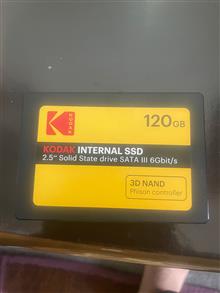 KODAK
120GB
KODAK INTERNAL SSD
2.5" Solid State drive SATA III 6Gbit/s
3D NAND
Phison controller